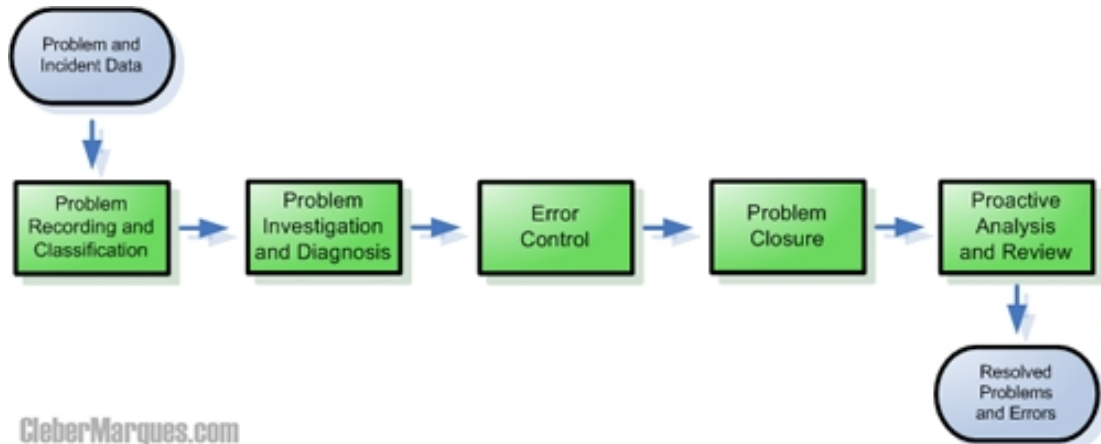 Problem and
Incident Data
Problem
Recording and
Classification
Problem
Investigation
and Diagnosis
Error
Control
Problem
Closure
Proactive
Analysis
and Review
Resolved
Problems
and Errors
CleberMarques.com